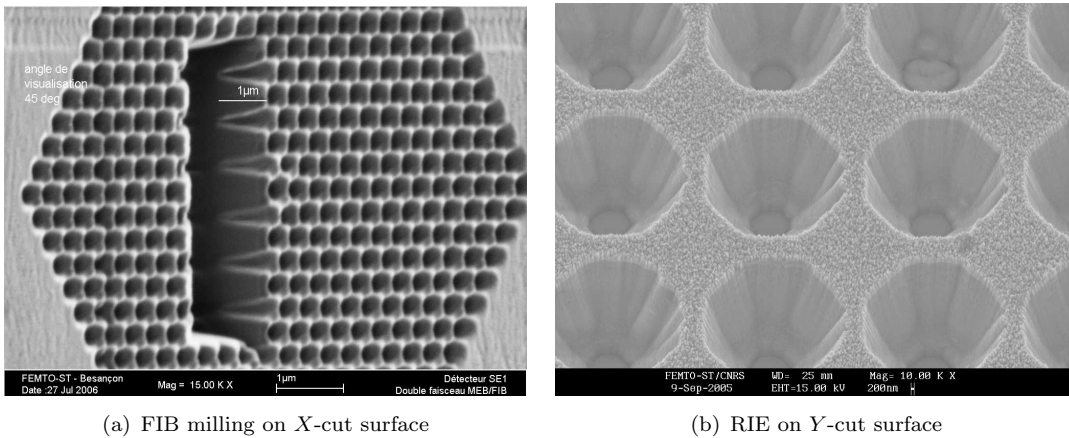 angle de
visualisation
45 deg
1µm
FEMTO-ST - Besançon
Date :27 Jul 2006
Mag = 15.00 K X
1µm
Détecteur SE1
Double faisceau MEB/FIB
FEMTO-ST/CNRS WD= 25 mm Mag= 10.00 K X
9-Sep-2005 EHT=15.00 kV 200nm
(a) FIB milling on X-cut surface
(b) RIE on Y-cut surface